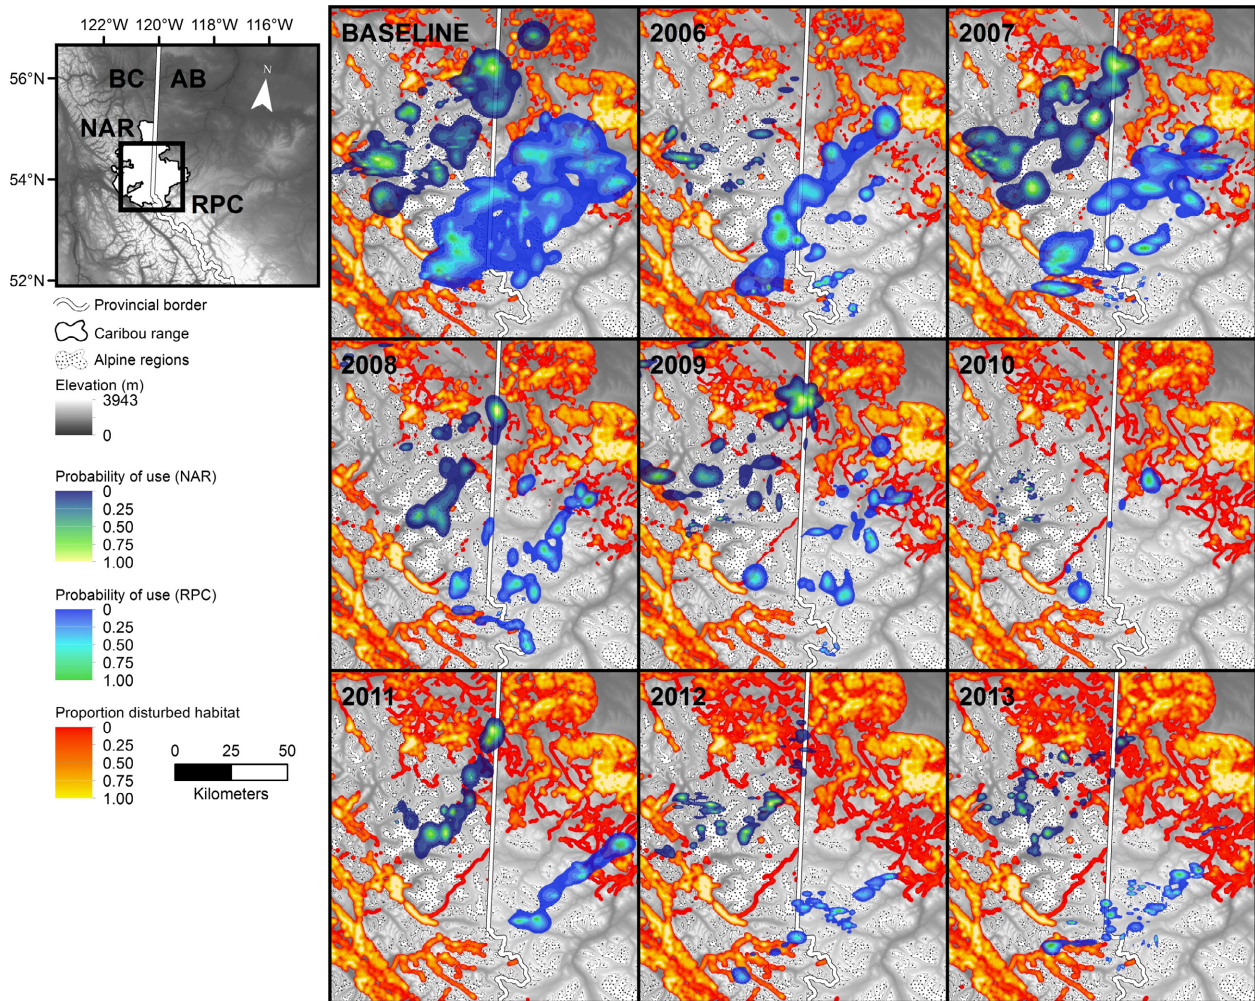 122°W 120°W 118°W 116°W
56°N
54°N
52°N
BC AB
N
NAR
RPC
Provincial border
Caribou range
Alpine regions
Elevation (m)
3943
0
Probability of use (NAR)
0
0.25
0.50
0.75
1.00
Probability of use (RPC)
0
0.25
0.50
0.75
1.00
Proportion disturbed habitat
0
0.25
0.50
0.75
1.00
0 25 50
Kilometers
BASELINE
2006
2007
2008
2009
2010
2011
2012
2013